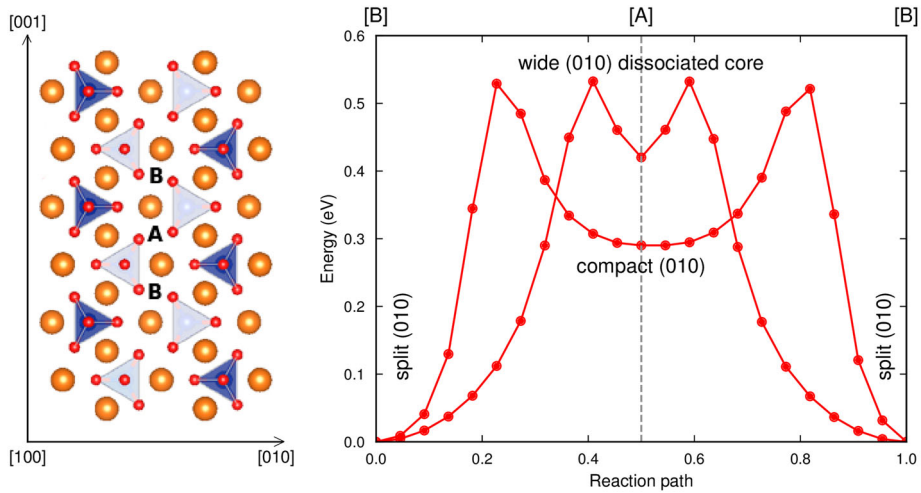 [001]
B
A
B
[100]
[010]
[B]
[A]
[B]
0.6
0.5
0.4
0.3
0.2
0.1
0.0
Energy (eV)
wide (010) dissociated core
compact (010)
split (010)
split (010)
0.0
0.2
0.4
0.6
0.8
1.0
Reaction path